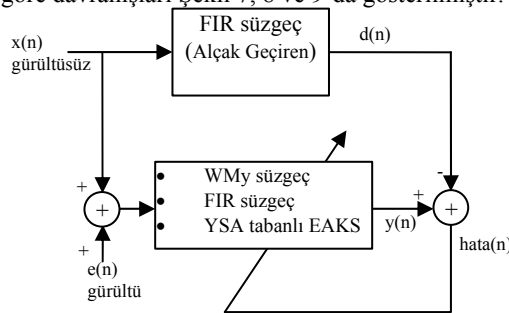 göre davranışları Şekil 7, 8 ve 9'da gösterilmiştir.
FIR süzgeç
(Alçak Geçiren)
x(n)
gürültüsüz
d(n)
-
• WMy süzgeç
• FIR süzgeç
• YSA tabanlı EAKS
+
+
+
e(n)
gürültü
y(n)
+
+
hata(n)